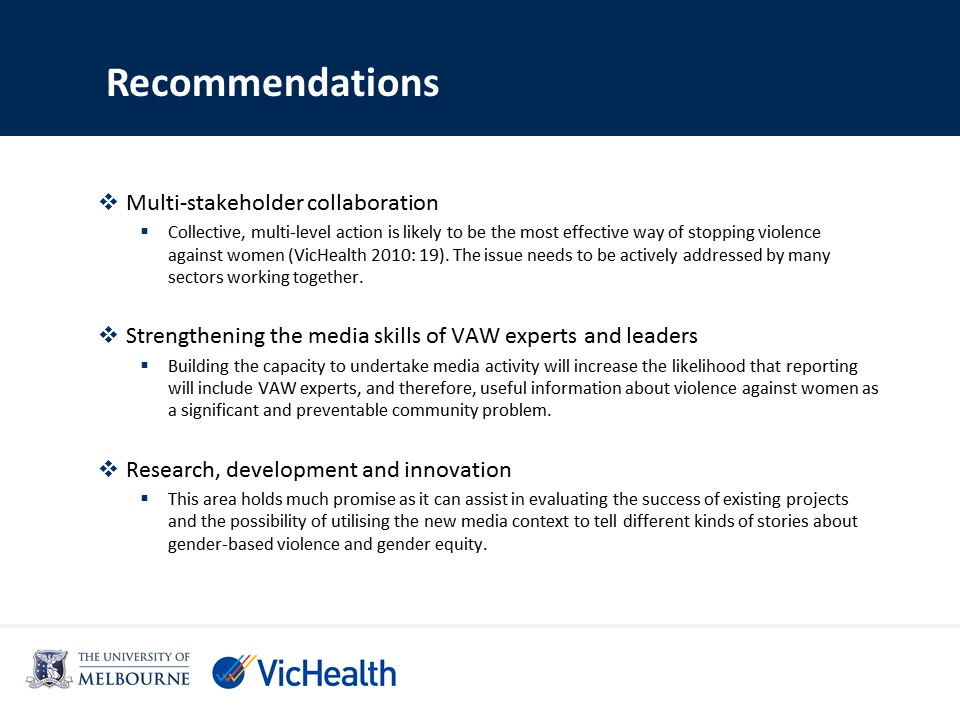 Recommendations
❖ Multi-stakeholder collaboration
▪ Collective, multi-level action is likely to be the most effective way of stopping violence
against women (VicHealth 2010: 19). The issue needs to be actively addressed by many
sectors working together.
❖ Strengthening the media skills of VAW experts and leaders
▪ Building the capacity to undertake media activity will increase the likelihood that reporting
will include VAW experts, and therefore, useful information about violence against women as
a significant and preventable community problem.
❖ Research, development and innovation
▪ This area holds much promise as it can assist in evaluating the success of existing projects
and the possibility of utilising the new media context to tell different kinds of stories about
gender-based violence and gender equity.
THE UNIVERSITY OF
MELBOURNE
VicHealth